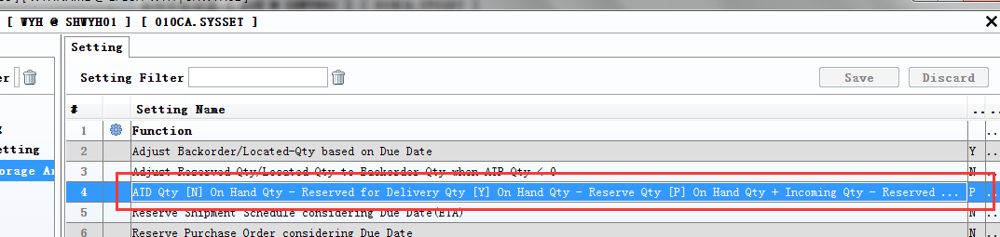 [ WYH @ SHWYH01 ] [ 010CA.SYSSET ]
Setting
er
Setting Filter
Save
Discard
# Setting Name ... ...
1 Function
etting
2 Adjust Backorder/Located-Qty based on Due Date Y
orage Ar
3 Adjust Reserved Qty/Located Qty to Backorder Qty when AIP Qty < 0 N
4 AID Qty [N] On Hand Qty - Reserved for Delivery Qty [Y] On Hand Qty - Reserve Qty [P] On Hand Qty + Incoming Qty - Reserved ... P ...
5 Reserve Shipment Schedule considering Due Date(ETA) N
6 Reserve Purchase Order considering Due Date N